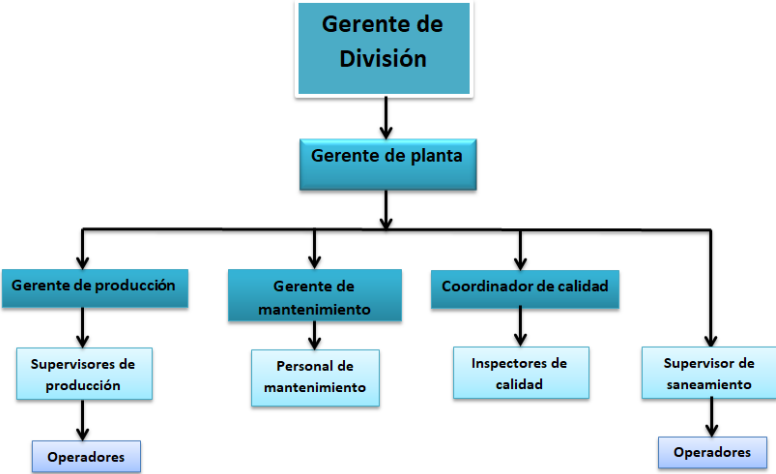 Gerente de
División
Gerente de planta
Gerente de producción
Gerente de
mantenimiento
Coordinador de calidad
Supervisores de
producción
Personal de
mantenimiento
Inspectores de
calidad
Supervisor de
saneamiento
Operadores
Operadores